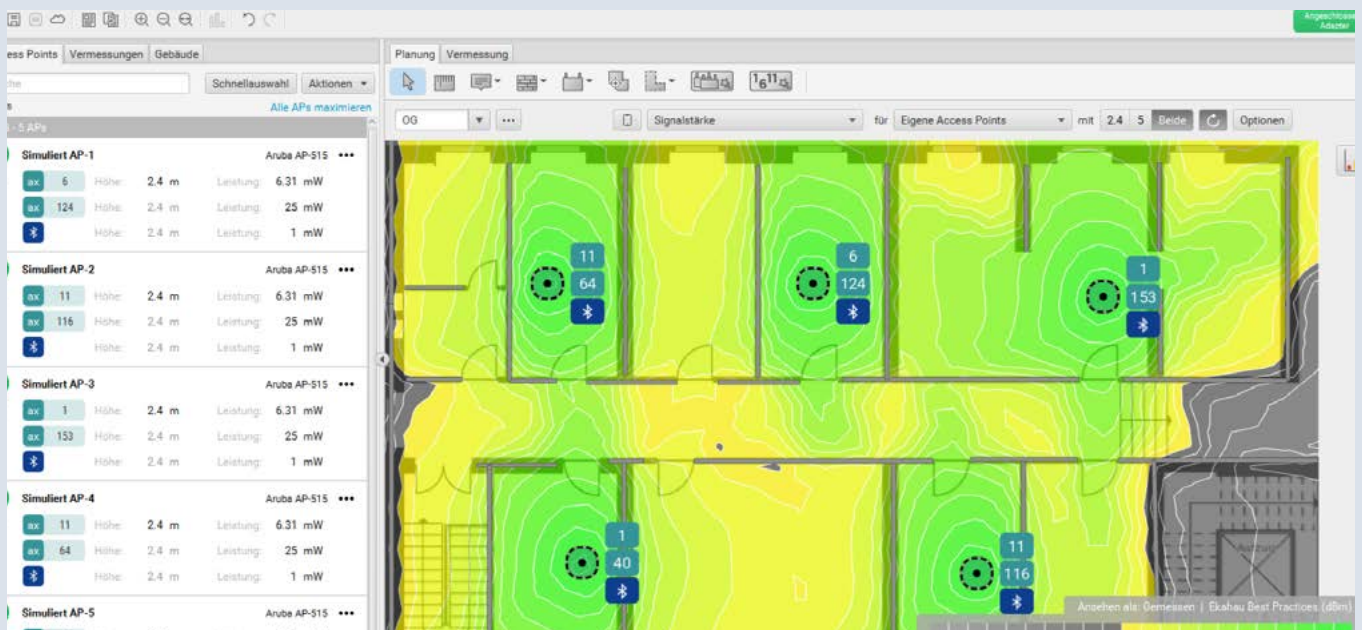 Angeschlossene
Adapter
ess Points Vermessungen Gebäude
Schnellauswahl Aktionen
Alle APs maximieren
- 5 APs
Simuliert AP-1 Aruba AP-515 •••
ax 6 Höhe: 2.4 m Leistung: 6.31 mW
ax 124 Höhe: 2.4 m Leistung: 25 mW
Höhe: 2.4 m Leistung: 1 mW
Simuliert AP-2 Aruba AP-515 •••
ax 11 Höhe: 2.4 m Leistung: 6.31 mW
ax 116 Höhe: 2.4 m Leistung: 25 mW
Höhe: 2.4 m Leistung: 1 mW
Simuliert AP-3 Aruba AP-515 •••
ax 1 Höhe: 2.4 m Leistung: 6.31 mW
ax 153 Höhe: 2.4 m Leistung: 25 mW
Höhe: 2.4 m Leistung: 1 mW
Simuliert AP-4 Aruba AP-515 •••
ax 11 Höhe: 2.4 m Leistung: 6.31 mW
ax 64 Höhe: 2.4 m Leistung: 25 mW
Höhe: 2.4 m Leistung: 1 mW
Simuliert AP-5 Aruba AP-515 •••
Planung Vermessung
1 6 11
OG ••• Signalstärke für Eigene Access Points mit 2.4 5 Beide Optionen
11
64
6
124
1
153
1
40
11
116
Aufzug
Ansehen als: Gemessen | Ekahau Best Practices (dBm)